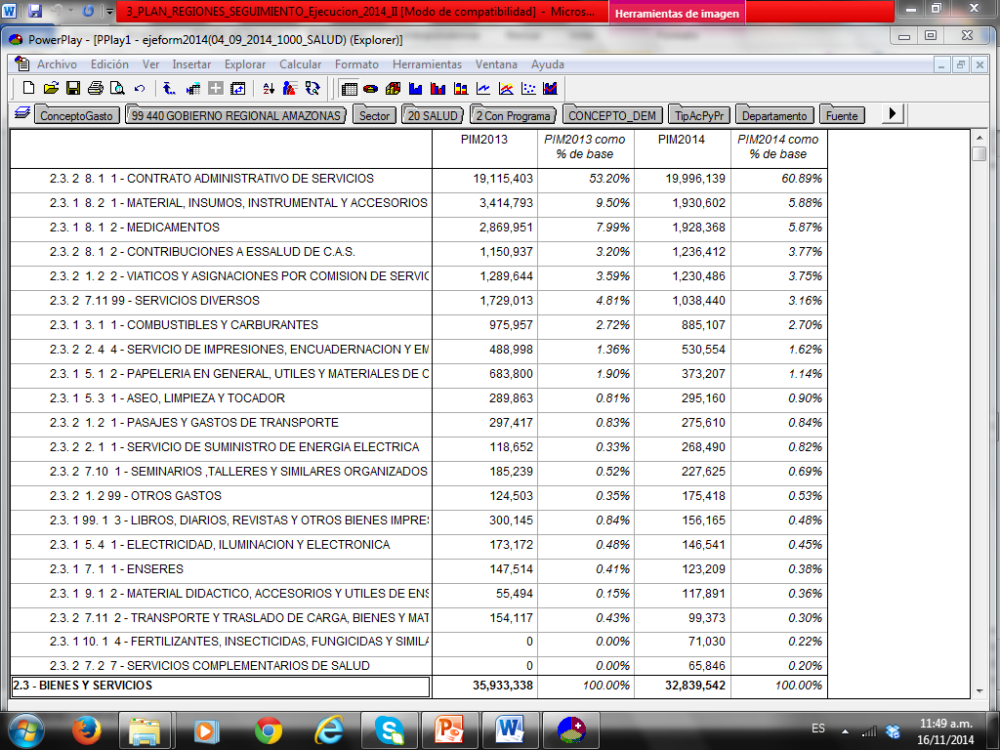 3_PLAN_REGIONES_SEGUIMIENTO_Ejecucion_2014_II [Modo de compatibilidad] - Micros... Herramientas de imagen
PowerPlay - [PPlay1 - ejeform2014(04_09_2014_1000_SALUD) (Explorer)]
Archivo Edición Ver Insertar Explorar Calcular Formato Herramientas Ventana Ayuda
ConceptoGasto 99 440 GOBIERNO REGIONAL AMAZONAS Sector 20 SALUD 2 Con Programa CONCEPTO_DEM TipAcPyPr Departamento Fuente
PIM2013 PIM2013 como % de base PIM2014 PIM2014 como % de base
2.3. 2 8. 1 1 - CONTRATO ADMINISTRATIVO DE SERVICIOS 19,115,403 53.20% 19,996,139 60.89%
2.3. 1 8. 2 1 - MATERIAL, INSUMOS, INSTRUMENTAL Y ACCESORIOS 3,414,793 9.50% 1,930,602 5.88%
2.3. 1 8. 1 2 - MEDICAMENTOS 2,869,951 7.99% 1,928,368 5.87%
2.3. 2 8. 1 2 - CONTRIBUCIONES A ESSALUD DE C.A.S. 1,150,937 3.20% 1,236,412 3.77%
2.3. 2 1. 2 2 - VIATICOS Y ASIGNACIONES POR COMISION DE SERVIC 1,289,644 3.59% 1,230,486 3.75%
2.3. 2 7.11 99 - SERVICIOS DIVERSOS 1,729,013 4.81% 1,038,440 3.16%
2.3. 1 3. 1 1 - COMBUSTIBLES Y CARBURANTES 975,957 2.72% 885,107 2.70%
2.3. 2 2. 4 4 - SERVICIO DE IMPRESIONES, ENCUADERNACION Y EM 488,998 1.36% 530,554 1.62%
2.3. 1 5. 1 2 - PAPELERIA EN GENERAL, UTILES Y MATERIALES DE O 683,800 1.90% 373,207 1.14%
2.3. 1 5. 3 1 - ASEO, LIMPIEZA Y TOCADOR 289,863 0.81% 295,160 0.90%
2.3. 2 1. 2 1 - PASAJES Y GASTOS DE TRANSPORTE 297,417 0.83% 275,610 0.84%
2.3. 2 2. 1 1 - SERVICIO DE SUMINISTRO DE ENERGIA ELECTRICA 118,652 0.33% 268,490 0.82%
2.3. 2 7.10 1 - SEMINARIOS ,TALLERES Y SIMILARES ORGANIZADOS 185,239 0.52% 227,625 0.69%
2.3. 2 1. 2 99 - OTROS GASTOS 124,503 0.35% 175,418 0.53%
2.3. 1 99. 1 3 - LIBROS, DIARIOS, REVISTAS Y OTROS BIENES IMPRE: 300,145 0.84% 156,165 0.48%
2.3. 1 5. 4 1 - ELECTRICIDAD, ILUMINACION Y ELECTRONICA 173,172 0.48% 146,541 0.45%
2.3. 1 7. 1 1 - ENSERES 147,514 0.41% 123,209 0.38%
2.3. 1 9. 1 2 - MATERIAL DIDACTICO, ACCESORIOS Y UTILES DE ENS 55,494 0.15% 117,891 0.36%
2.3. 2 7.11 2 - TRANSPORTE Y TRASLADO DE CARGA, BIENES Y MAT 154,117 0.43% 99,373 0.30%
2.3. 1 10. 1 4 - FERTILIZANTES, INSECTICIDAS, FUNGICIDAS Y SIMILA 0 0.00% 71,030 0.22%
2.3. 2 7. 2 7 - SERVICIOS COMPLEMENTARIOS DE SALUD 0 0.00% 65,846 0.20%
2.3 - BIENES Y SERVICIOS 35,933,338 100.00% 32,839,542 100.00%
ES
11:49 a.m.
16/11/2014